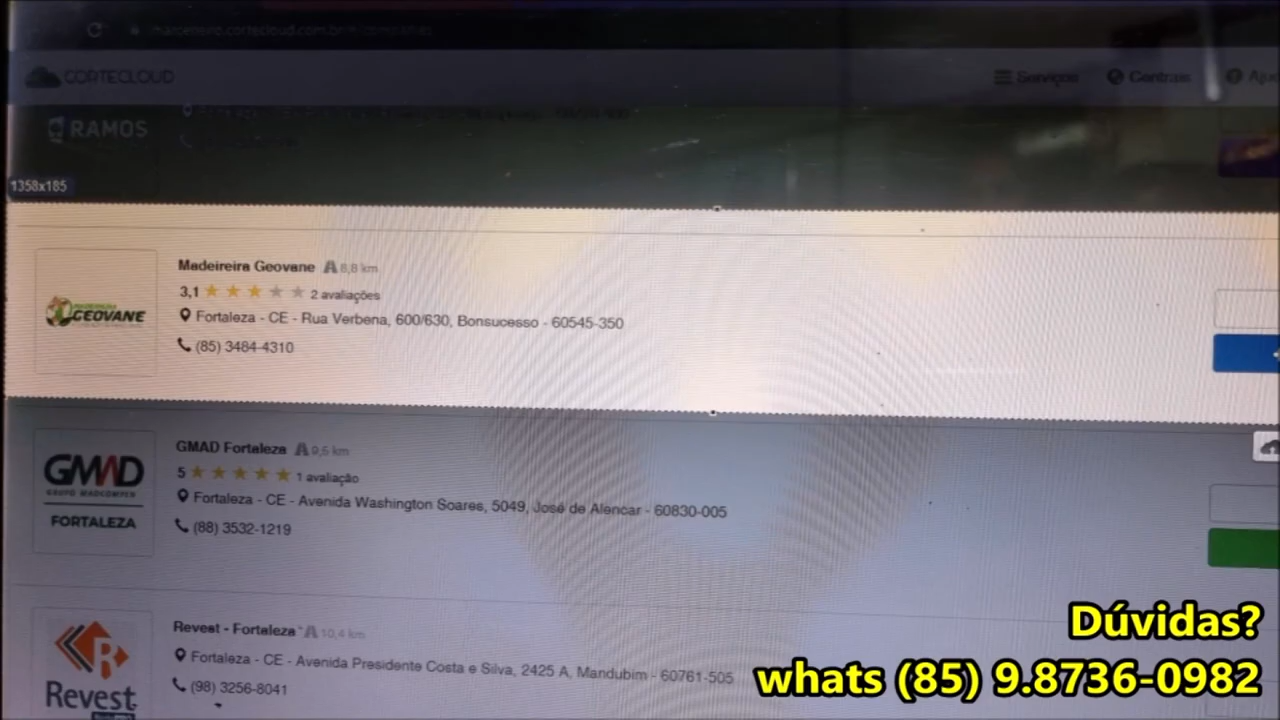 CORTECLOUD
Serviços
Centrais
RAMOS
1358x185
Madeireira Geovane 8,8 km
3,1 2 avaliações
GEOVANE
Fortaleza - CE - Rua Verbena, 600/630, Bonsucesso - 60545-350
(85) 3484-4310
GMAD Fortaleza 9,6 km
5 1 avaliação
GMAD
FORTALEZA
Fortaleza - CE - Avenida Washington Soares, 5049, José de Alencar - 60830-005
(88) 3532-1219
Revest - Fortaleza 10,4 km
Fortaleza - CE - Avenida Presidente Costa e Silva, 2425 A, Mandubim - 60761-505
(98) 3256-8041
Revest
Dúvidas?
whats (85) 9.8736-0982